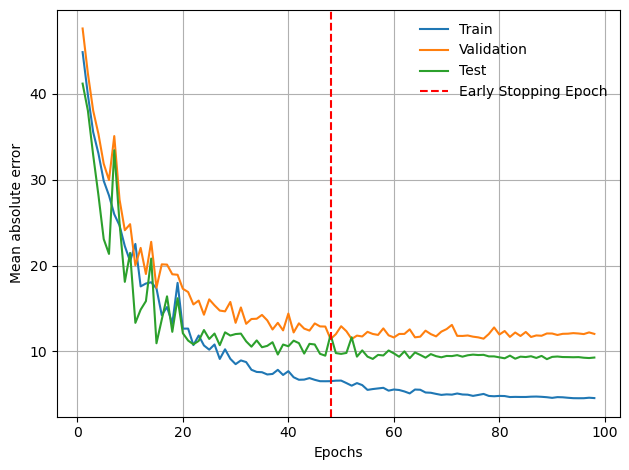 Train
Validation
Test
Early Stopping Epoch
Mean absolute error
40
30
20
10
0
20
40
60
80
100
Epochs